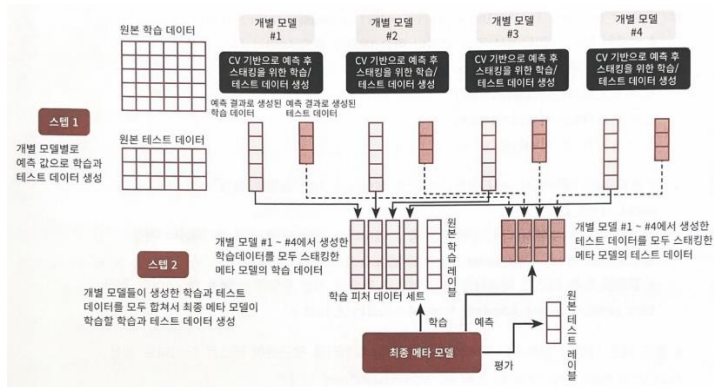 원본 학습 데이터
개별 모델
#1
개별 모델
#2
개별 모델
#3
개별 모델
#4
CV 기반으로 예측 후
스태킹을 위한 학습/
테스트 데이터 생성
CV 기반으로 예측 후
스태킹을 위한 학습/
테스트 데이터 생성
CV 기반으로 예측 후
스태킹을 위한 학습/
테스트 데이터 생성
CV 기반으로 예측 후
스태킹을 위한 학습/
테스트 데이터 생성
예측 결과로 생성된
학습 데이터
예측 결과로 생성된
테스트 데이터
스텝 1
개별 모델별로
예측 값으로 학습과
테스트 데이터 생성
원본 테스트 데이터
개별 모델 #1 ~ #4에서 생성한
학습데이터를 모두 스태킹한
메타 모델의 학습 데이터
원본 학습 레이블
개별 모델 #1 ~ #4에서 생성한
테스트 데이터를 모두 스태킹한
메타 모델의 테스트 데이터
스텝 2
개별 모델들이 생성한 학습과 테스트
데이터를 모두 합쳐서 최종 메타 모델이
학습할 학습과 테스트 데이터 생성
학습 피처 데이터 세트
학습
예측
최종 메타 모델
평가
원본 테스트 레이블